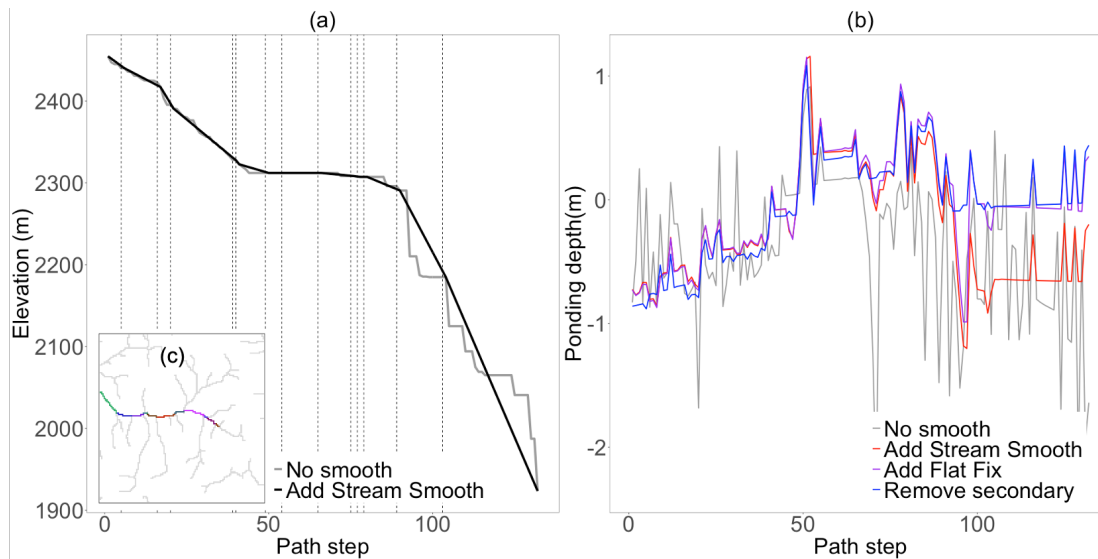 (a)
Elevation (m)
2400
2300
2200
2100
2000
1900
(c)
No smooth
Add Stream Smooth
0
50
100
Path step
(b)
Ponding depth(m)
1
0
-1
-2
No smooth
Add Stream Smooth
Add Flat Fix
Remove secondary
0
50
100
Path step